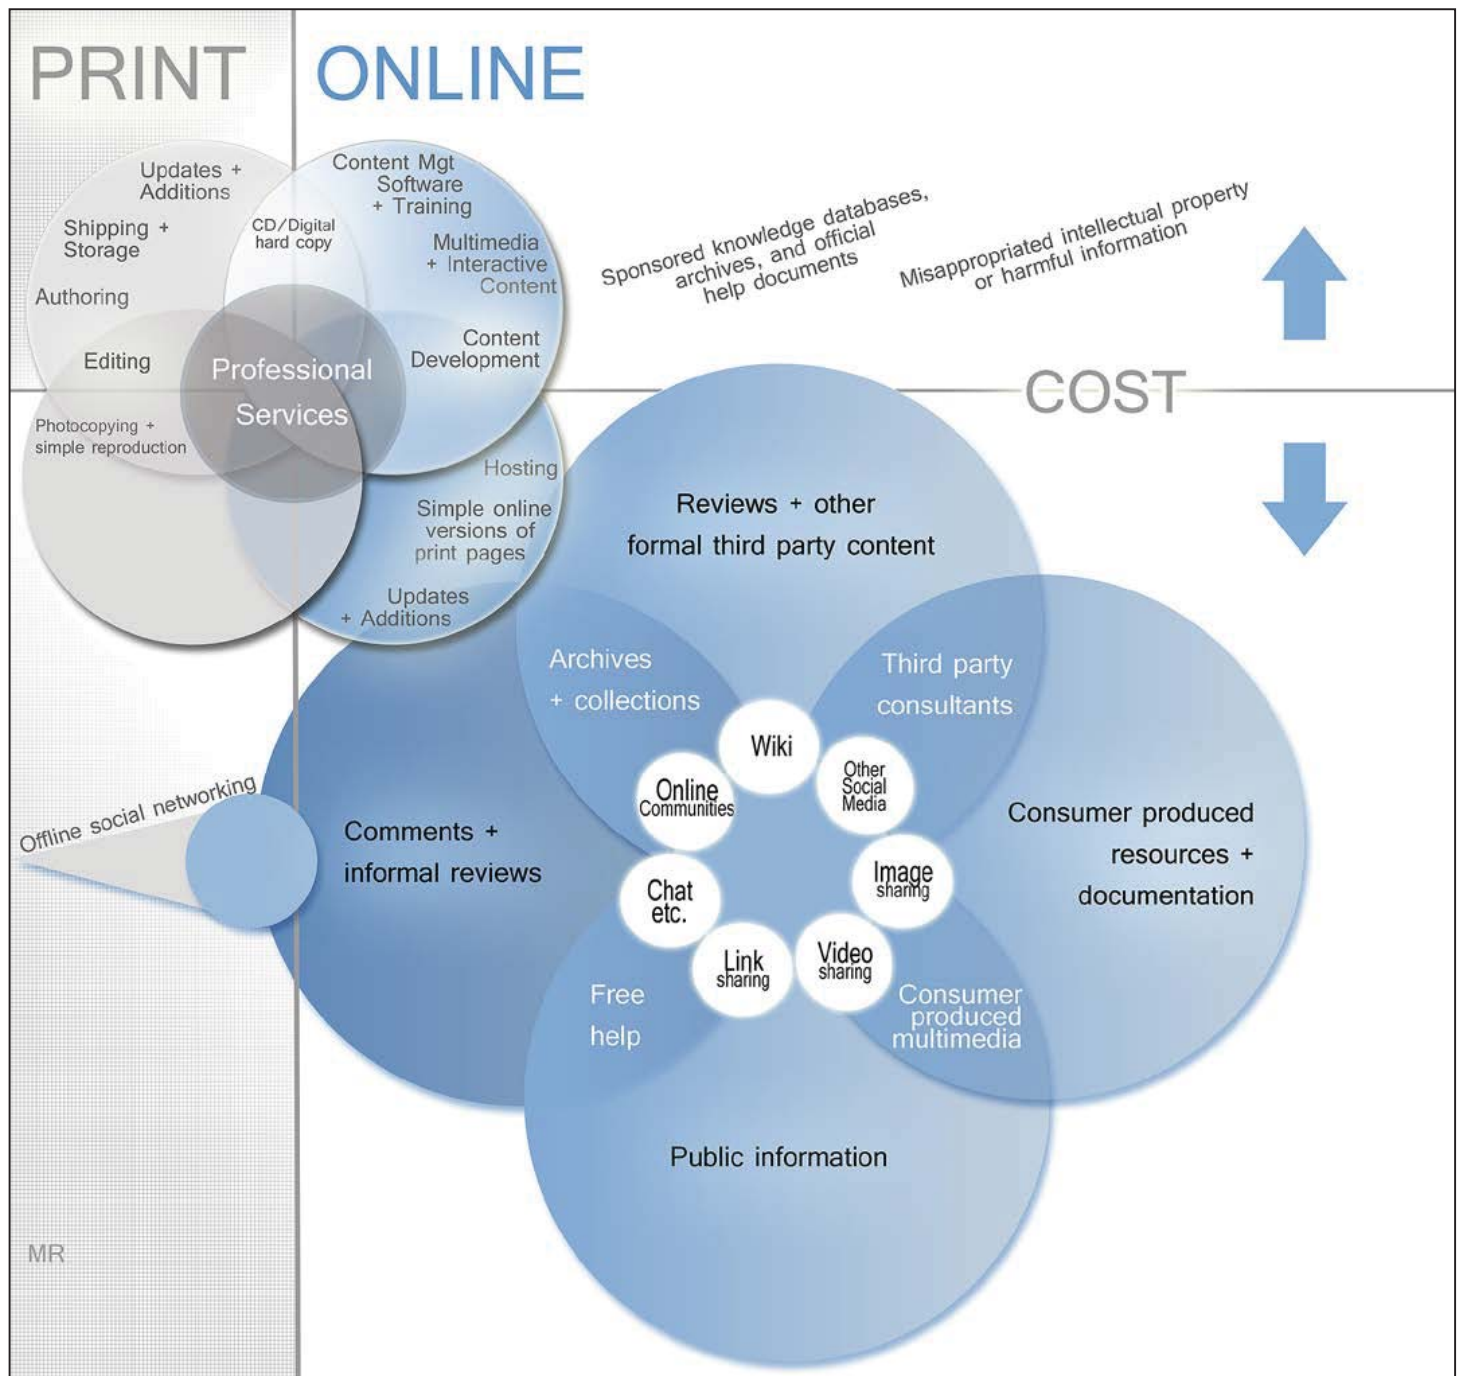 PRINT
ONLINE
Updates +
Additions
Shipping +
Storage
Authoring
Editing
Photocopying +
simple reproduction
CD/Digital
hard copy
Content Mgt
Software
+ Training
Multimedia
+ Interactive
Content
Content
Development
Professional
Services
Hosting
Simple online
versions of
print pages
Updates
+ Additions
Sponsored knowledge databases,
archives, and official
help documents
Misappropriated intellectual property
or harmful information
COST
Reviews + other
formal third party content
Archives
+ collections
Third party
consultants
Wiki
Online
Communities
Other
Social
Media
Chat
etc.
Image
sharing
Link
sharing
Video
sharing
Offline social networking
Comments +
informal reviews
Consumer produced
resources +
documentation
Free
help
Consumer
produced
multimedia
Public information
MR